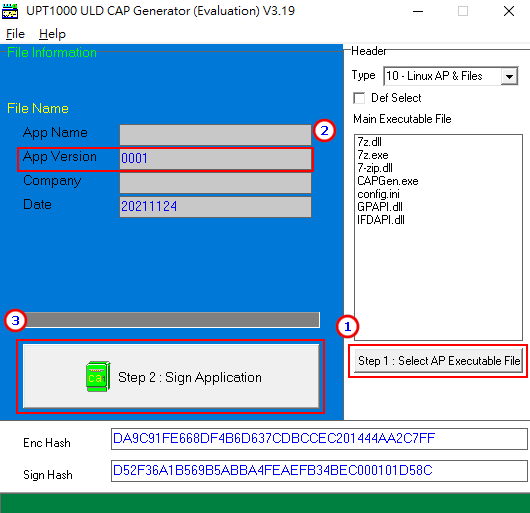 UPT1000 ULD CAP Generator (Evaluation) V3.19
File Help
File Information
File Name
App Name
App Version 0001
Company
Date 20211124
2
3
Step 2 : Sign Application
Header
Type 10 - Linux AP & Files
Def Select
Main Executable File
7z.dll
7z.exe
7-zip.dll
CAPGen.exe
config.ini
GPAPI.dll
IFDAPI.dll
1
Step 1 : Select AP Executable File
Enc Hash DA9C91FE668DF4B6D637CDBCCEC201444AA2C7FF
Sign Hash D52F36A1B569B5ABBA4FEAEFB34BEC000101D58C